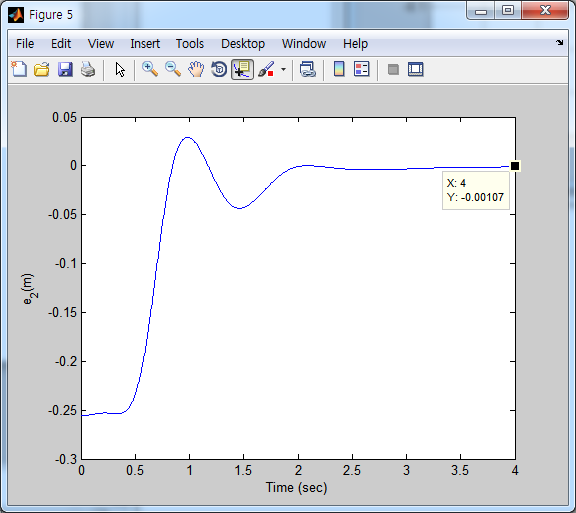 Figure 5
File Edit View Insert Tools Desktop Window Help
0.05
0
-0.05
-0.1
-0.15
-0.2
-0.25
-0.3
e2(m)
X: 4
Y: -0.00107
0 0.5 1 1.5 2 2.5 3 3.5 4
Time (sec)